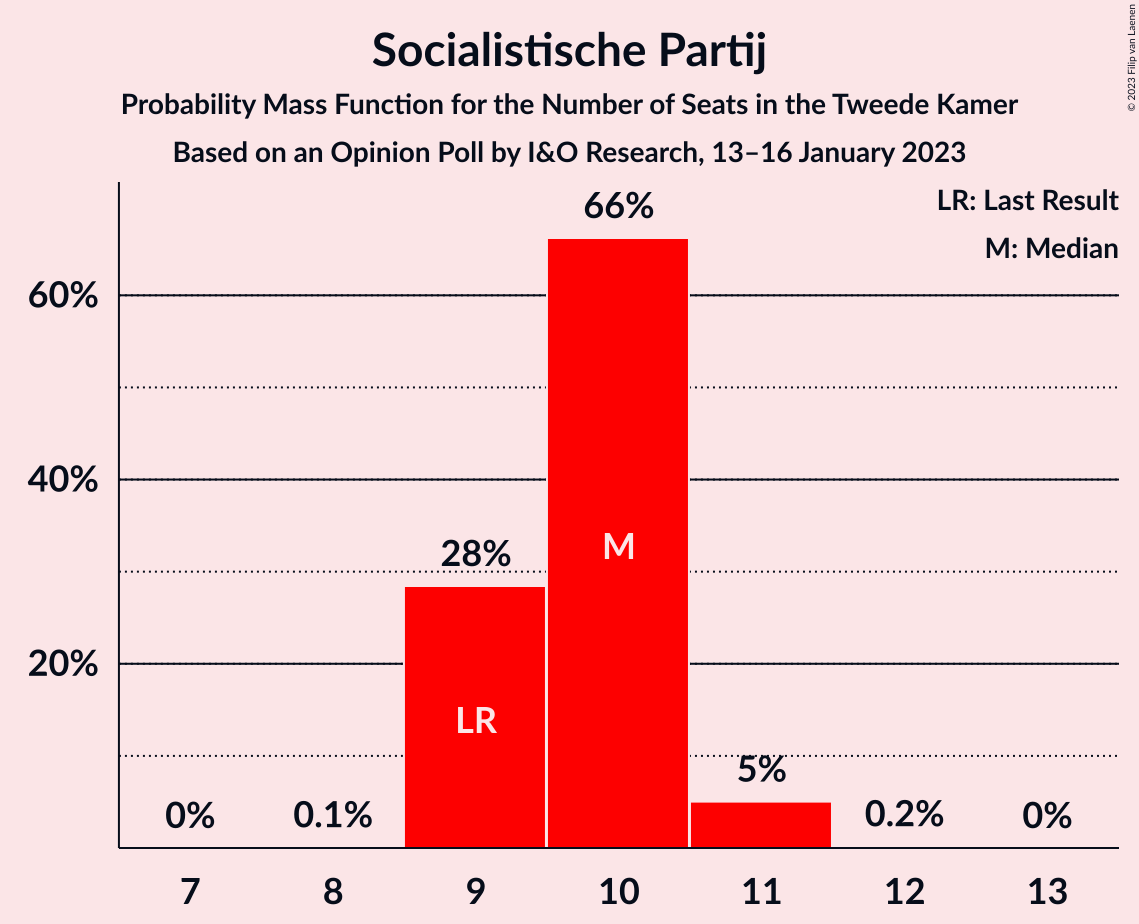 Socialistische Partij
Probability Mass Function for the Number of Seats in the Tweede Kamer
Based on an Opinion Poll by I&O Research, 13–16 January 2023
© 2023 Filip van Laenen
LR: Last Result
M: Median
66%
60%
40%
28%
M
20%
LR
5%
0%
0.1%
0.2%
0%
7 8 9 10 11 12 13